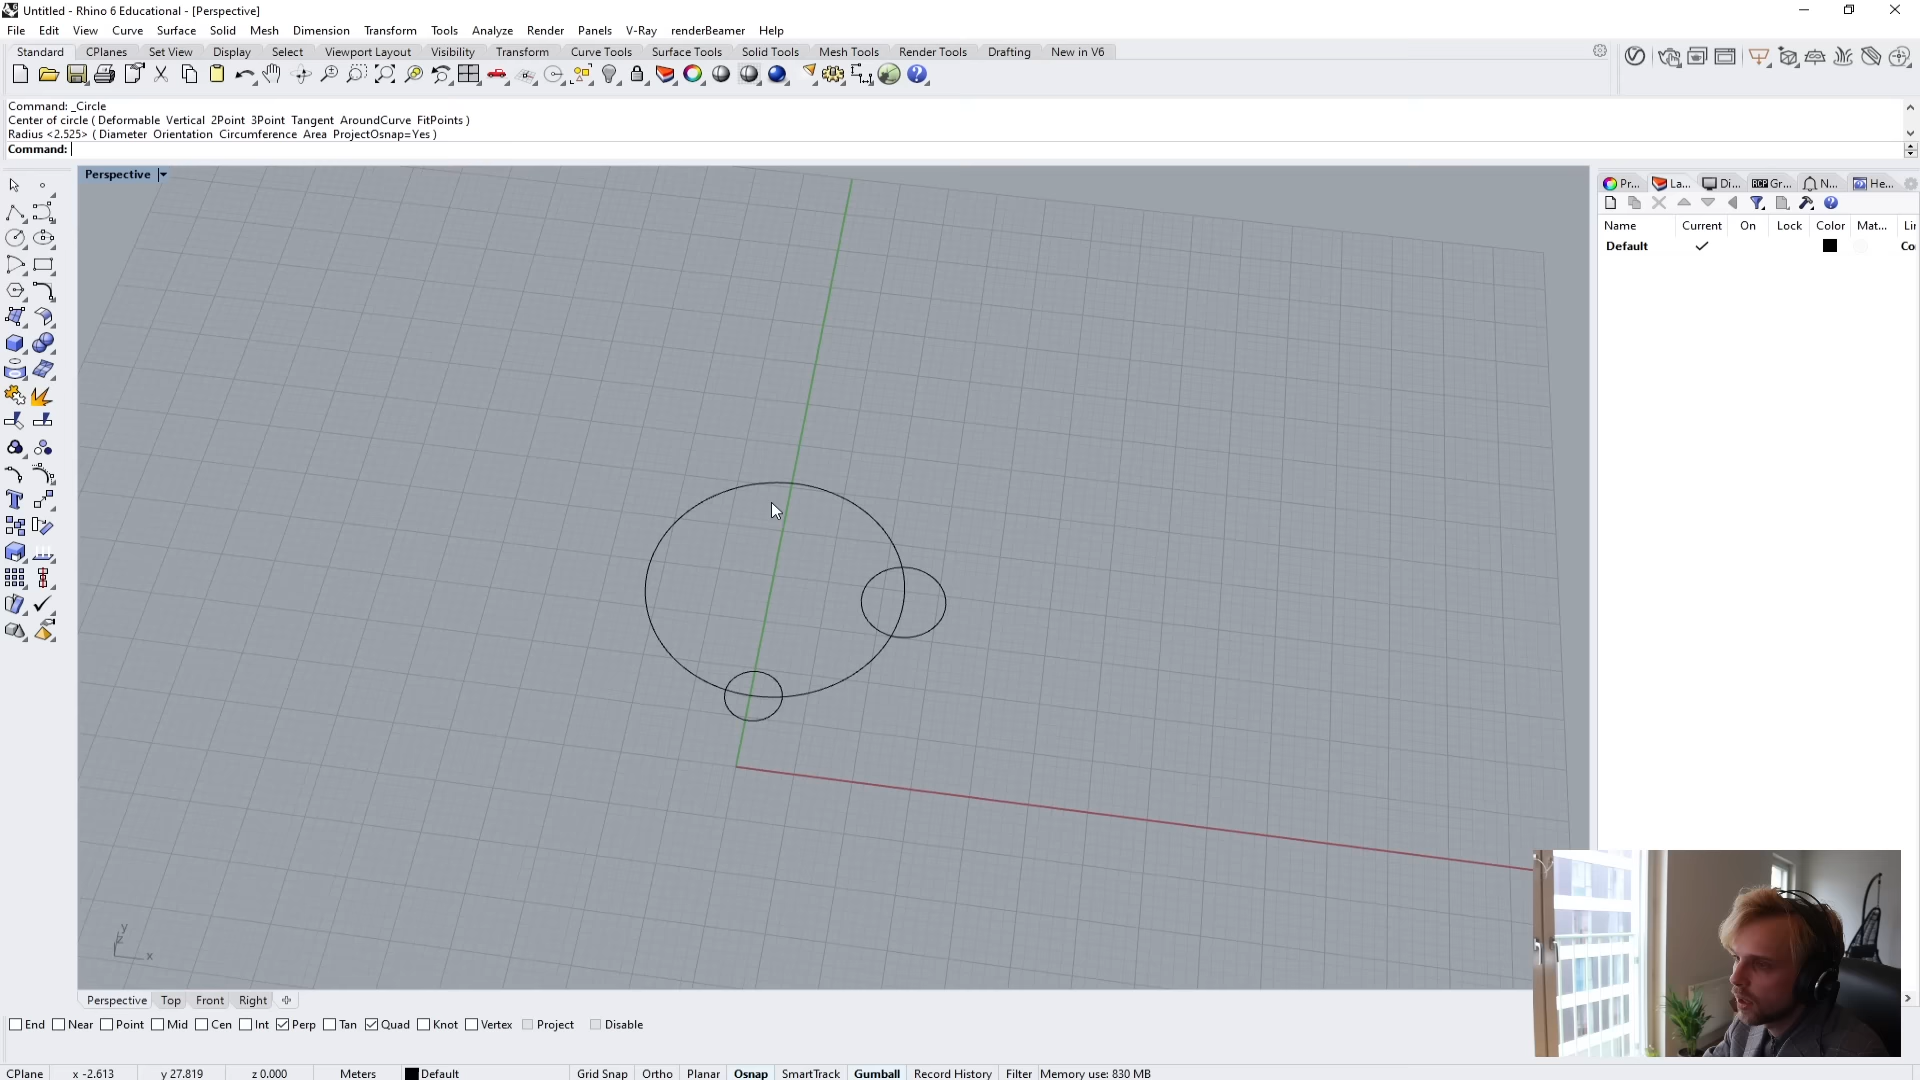 Untitled - Rhino 6 Educational - [Perspective]
File Edit View Curve Surface Solid Mesh Dimension Transform Tools Analyze Render Panels V-Ray renderBeamer Help
Standard CPlanes Set View Display Select Viewport Layout Visibility Transform Curve Tools Surface Tools Solid Tools Mesh Tools Render Tools Drafting New in V6
Command: _Circle
Center of circle ( Deformable Vertical 2Point 3Point Tangent AroundCurve FitPoints )
Radius <2.525> ( Diameter Orientation Circumference Area ProjectOsnap=Yes )
Command:
Perspective
Pr... La... Di... Gr... N... He...
Name Current On Lock Color Mat... Lir
Default Co
y
z
x
Perspective Top Front Right
End Near Point Mid Cen Int Perp Tan Quad Knot Vertex Project Disable
CPlane x -2.613 y 27.819 z 0.000 Meters Default Grid Snap Ortho Planar Osnap SmartTrack Gumball Record History Filter Memory use: 830 MB